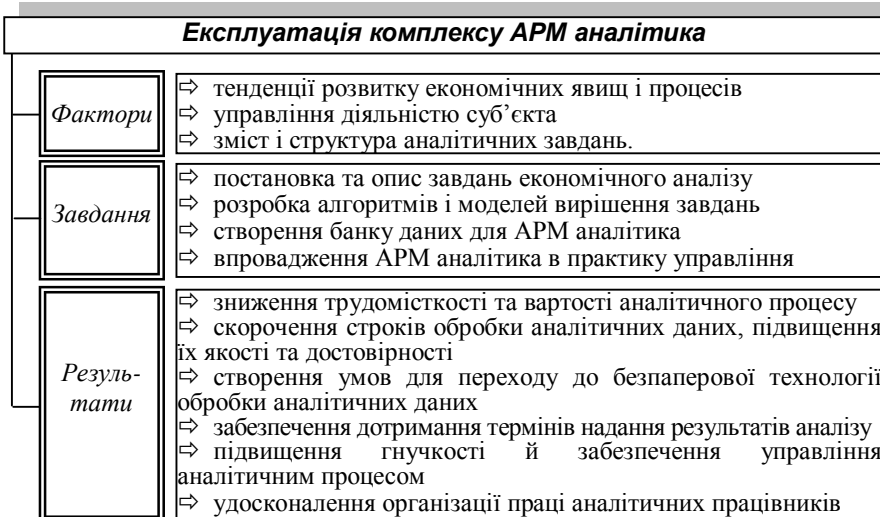 Експлуатація комплексу АРМ аналітика
Фактори
⇨ тенденції розвитку економічних явищ і процесів
⇨ управління діяльністю суб’єкта
⇨ зміст і структура аналітичних завдань.
Завдання
⇨ постановка та опис завдань економічного аналізу
⇨ розробка алгоритмів і моделей вирішення завдань
⇨ створення банку даних для АРМ аналітика
⇨ впровадження АРМ аналітика в практику управління
Резуль-
тати
⇨ зниження трудомісткості та вартості аналітичного процесу
⇨ скорочення строків обробки аналітичних даних, підвищення
їх якості та достовірності
⇨ створення умов для переходу до безпаперової технології
обробки аналітичних даних
⇨ забезпечення дотримання термінів надання результатів аналізу
⇨ підвищення гнучкості й забезпечення управління
аналітичним процесом
⇨ удосконалення організації праці аналітичних працівників